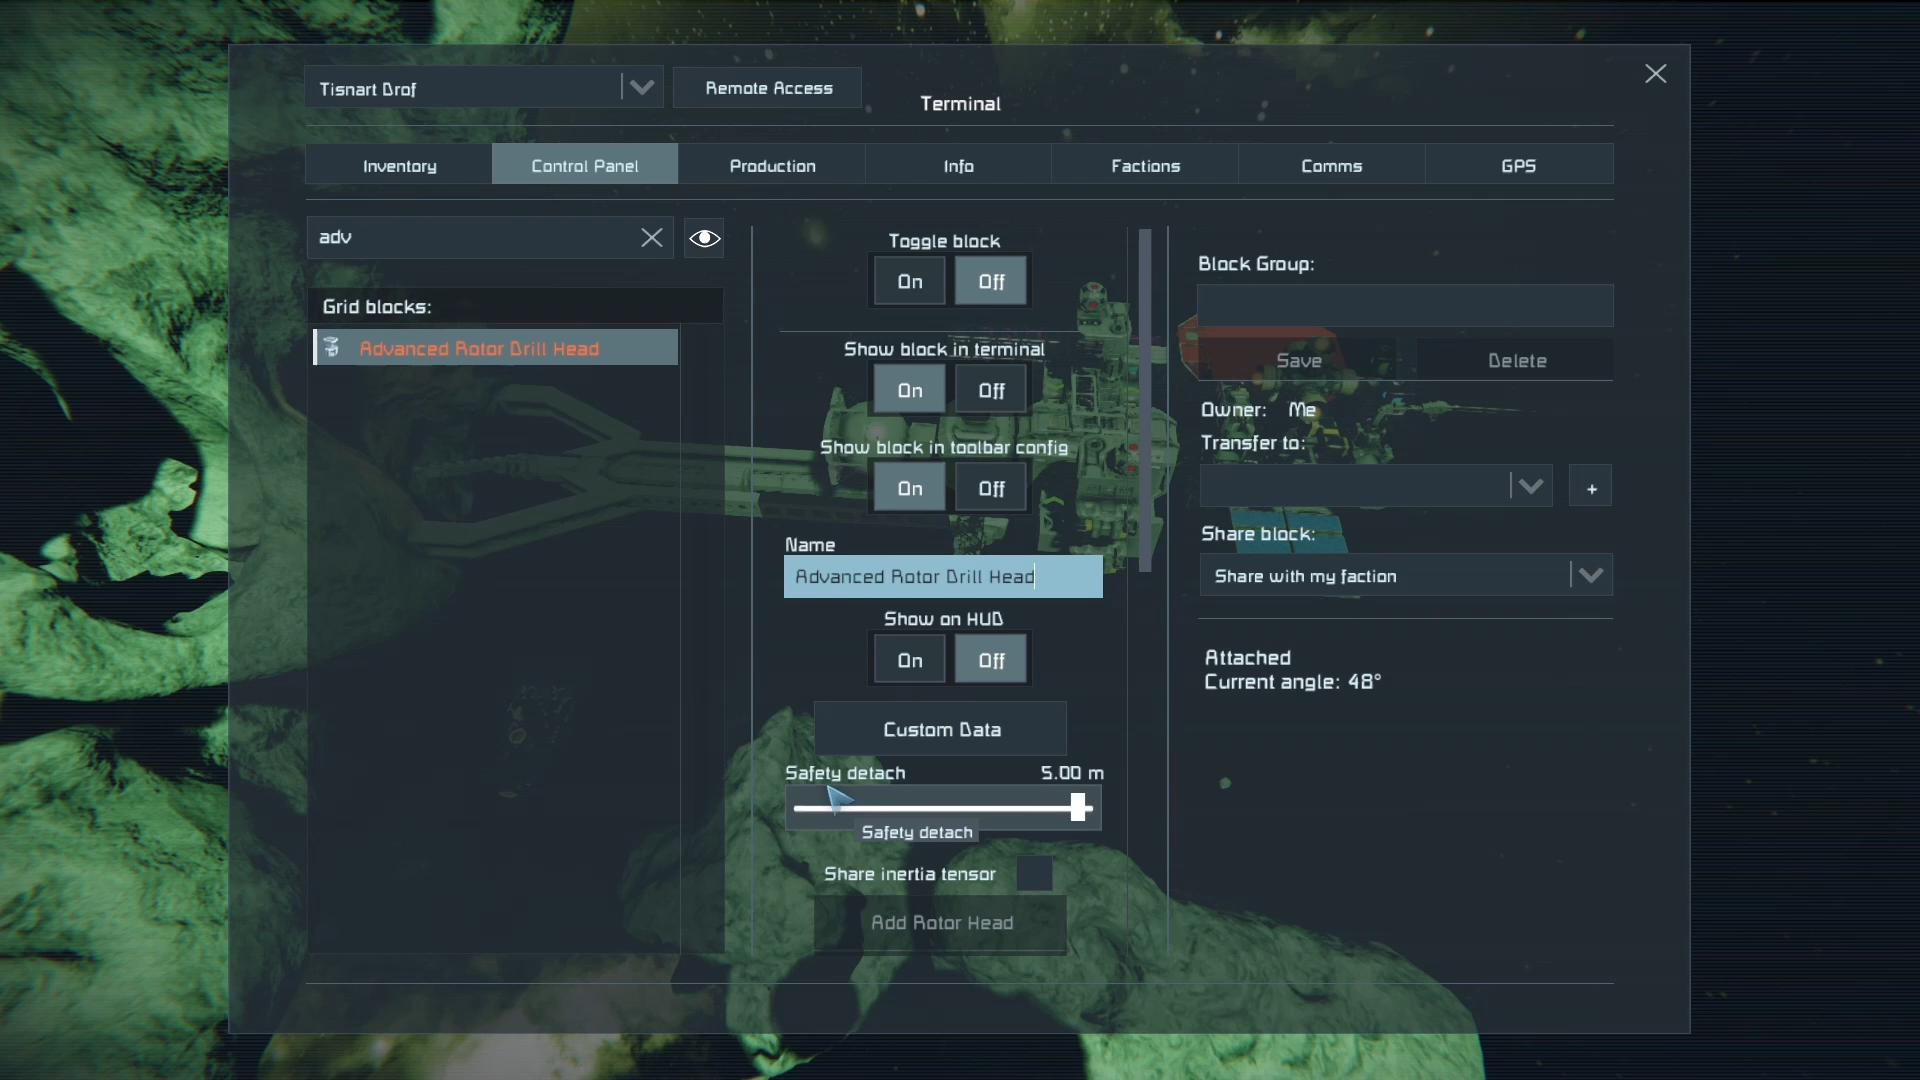 Tisnart Drof
Remote Access
Terminal
Inventory
Control Panel
Production
Info
Factions
Comms
GPS
adv
Grid blocks:
Advanced Rotor Drill Head
Toggle block
On
Off
Show block in terminal
On
Off
Show block in toolbar config
On
Off
Name
Advanced Rotor Drill Head
Show on HUD
On
Off
Custom Data
Safety detach
5.00 m
Safety detach
Share inertia tensor
Add Rotor Head
Block Group:
Save
Delete
Owner: Me
Transfer to:
+
Share block:
Share with my faction
Attached
Current angle: 48°